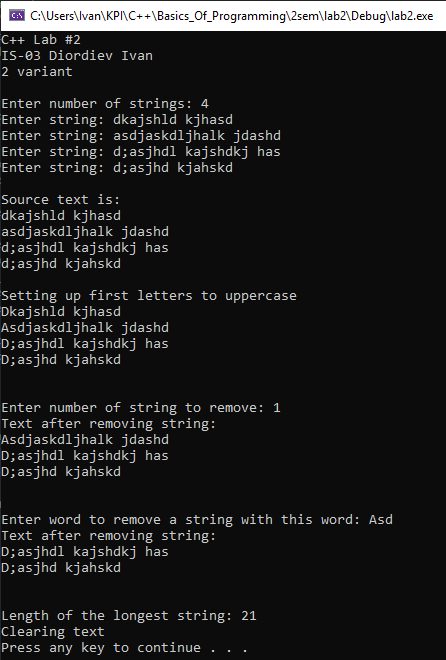 C:\Users\Ivan\KPI\C++\Basics_Of_Programming\2sem\lab2\Debug\lab2.exe
C++ Lab #2
IS-03 Diordiev Ivan
2 variant
Enter number of strings: 4
Enter string: dkajshld kjhasd
Enter string: asdjaskdljhalk jdashd
Enter string: d;asjhdl kajshdkj has
Enter string: d;asjhd kjahskd
Source text is:
dkajshld kjhasd
asdjaskdljhalk jdashd
d;asjhdl kajshdkj has
d;asjhd kjahskd
Setting up first letters to uppercase
Dkajshld kjhasd
Asdjaskdljhalk jdashd
D;asjhdl kajshdkj has
D;asjhd kjahskd
Enter number of string to remove: 1
Text after removing string:
Asdjaskdljhalk jdashd
D;asjhdl kajshdkj has
D;asjhd kjahskd
Enter word to remove a string with this word: Asd
Text after removing string:
D;asjhdl kajshdkj has
D;asjhd kjahskd
Length of the longest string: 21
Clearing text
Press any key to continue . . .